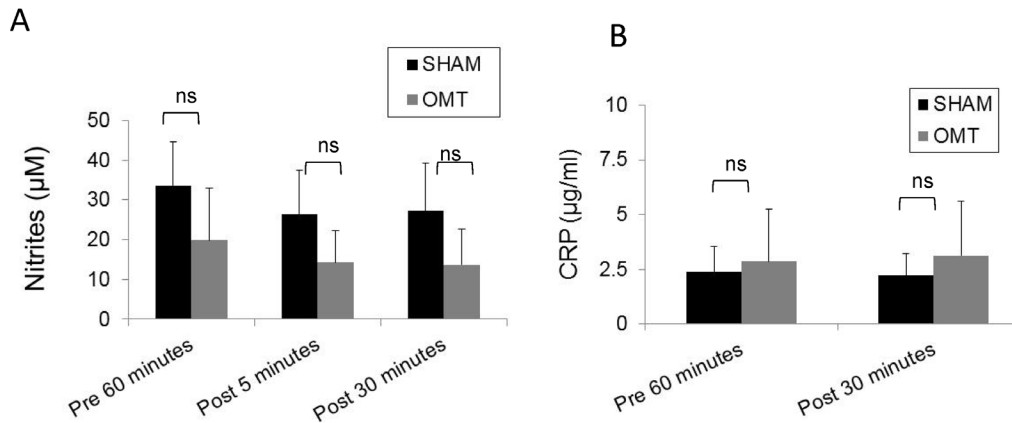 A
SHAM
OMT
ns
ns
ns
50
40
30
20
10
0
Nitrites (µM)
Pre 60 minutes
Post 5 minutes
Post 30 minutes
B
SHAM
OMT
ns
ns
10
7.5
5
2.5
0
CRP (µg/ml)
Pre 60 minutes
Post 30 minutes